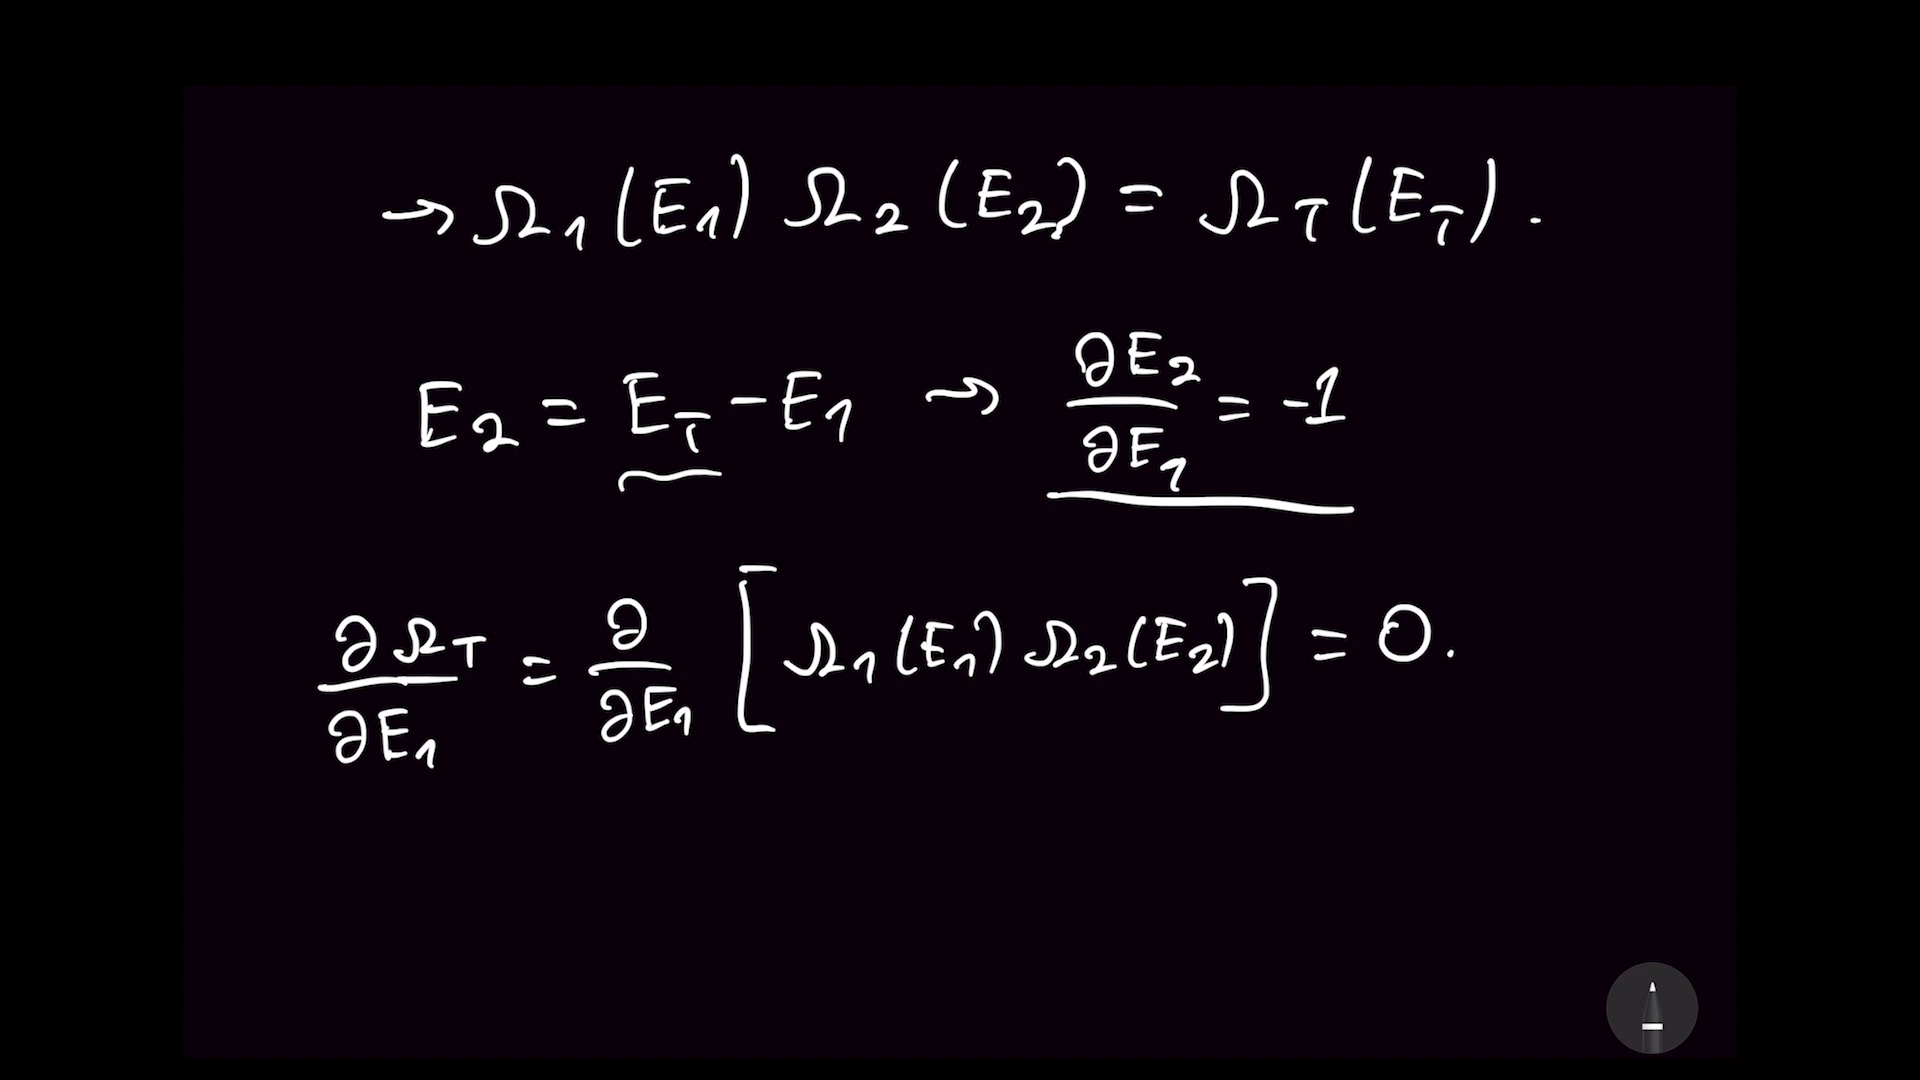 → Ω₁(E₁) Ω₂(E₂) = Ω_T(E_T).
E₂ = E_T - E₁ → ∂E₂/∂E₁ = -1
∂Ω_T/∂E₁ = ∂/∂E₁ [Ω₁(E₁) Ω₂(E₂)] = 0.